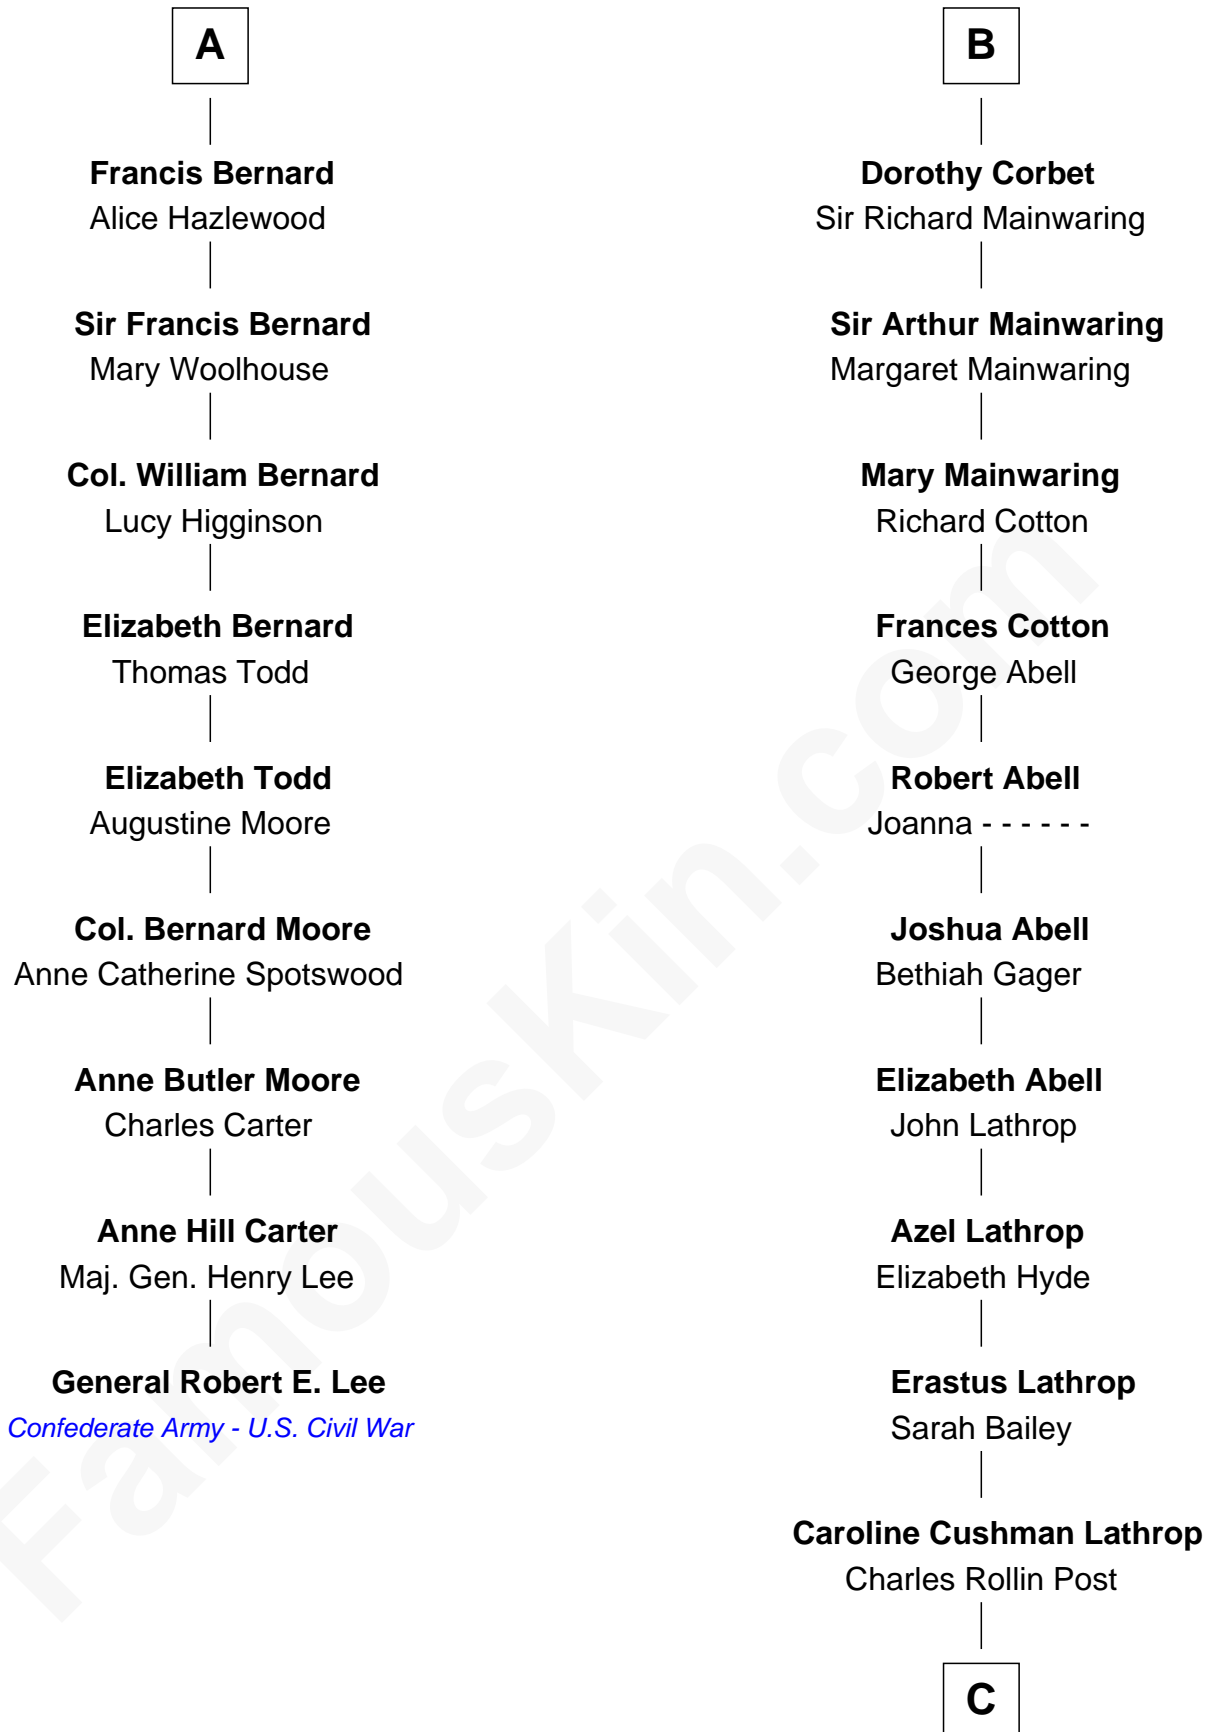 A
Francis Bernard
Alice Hazlewood
Sir Francis Bernard
Mary Woolhouse
Col. William Bernard
Lucy Higginson
Elizabeth Bernard
Thomas Todd
Elizabeth Todd
Augustine Moore
Col. Bernard Moore
Anne Catherine Spotswood
Anne Butler Moore
Charles Carter
Anne Hill Carter
Maj. Gen. Henry Lee
General Robert E. Lee
Confederate Army - U.S. Civil War
B
Dorothy Corbet
Sir Richard Mainwaring
Sir Arthur Mainwaring
Margaret Mainwaring
Mary Mainwaring
Richard Cotton
Frances Cotton
George Abell
Robert Abell
Joanna - - - - - -
Joshua Abell
Bethiah Gager
Elizabeth Abell
John Lathrop
Azel Lathrop
Elizabeth Hyde
Erastus Lathrop
Sarah Bailey
Caroline Cushman Lathrop
Charles Rollin Post
C
FamousKin.com